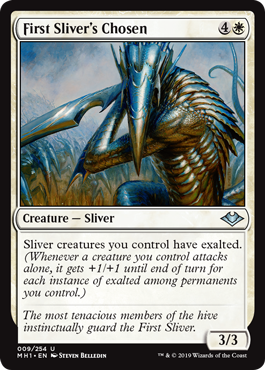 First Sliver's Chosen 4
Creature — Sliver
Sliver creatures you control have exalted.
(Whenever a creature you control attacks
alone, it gets +1/+1 until end of turn for
each instance of exalted among permanents
you control.)
The most tenacious members of the hive
instinctually guard the First Sliver.
3/3
009/254 U
MH1 • EN Steven Belledin
™ & © 2019 Wizards of the Coast